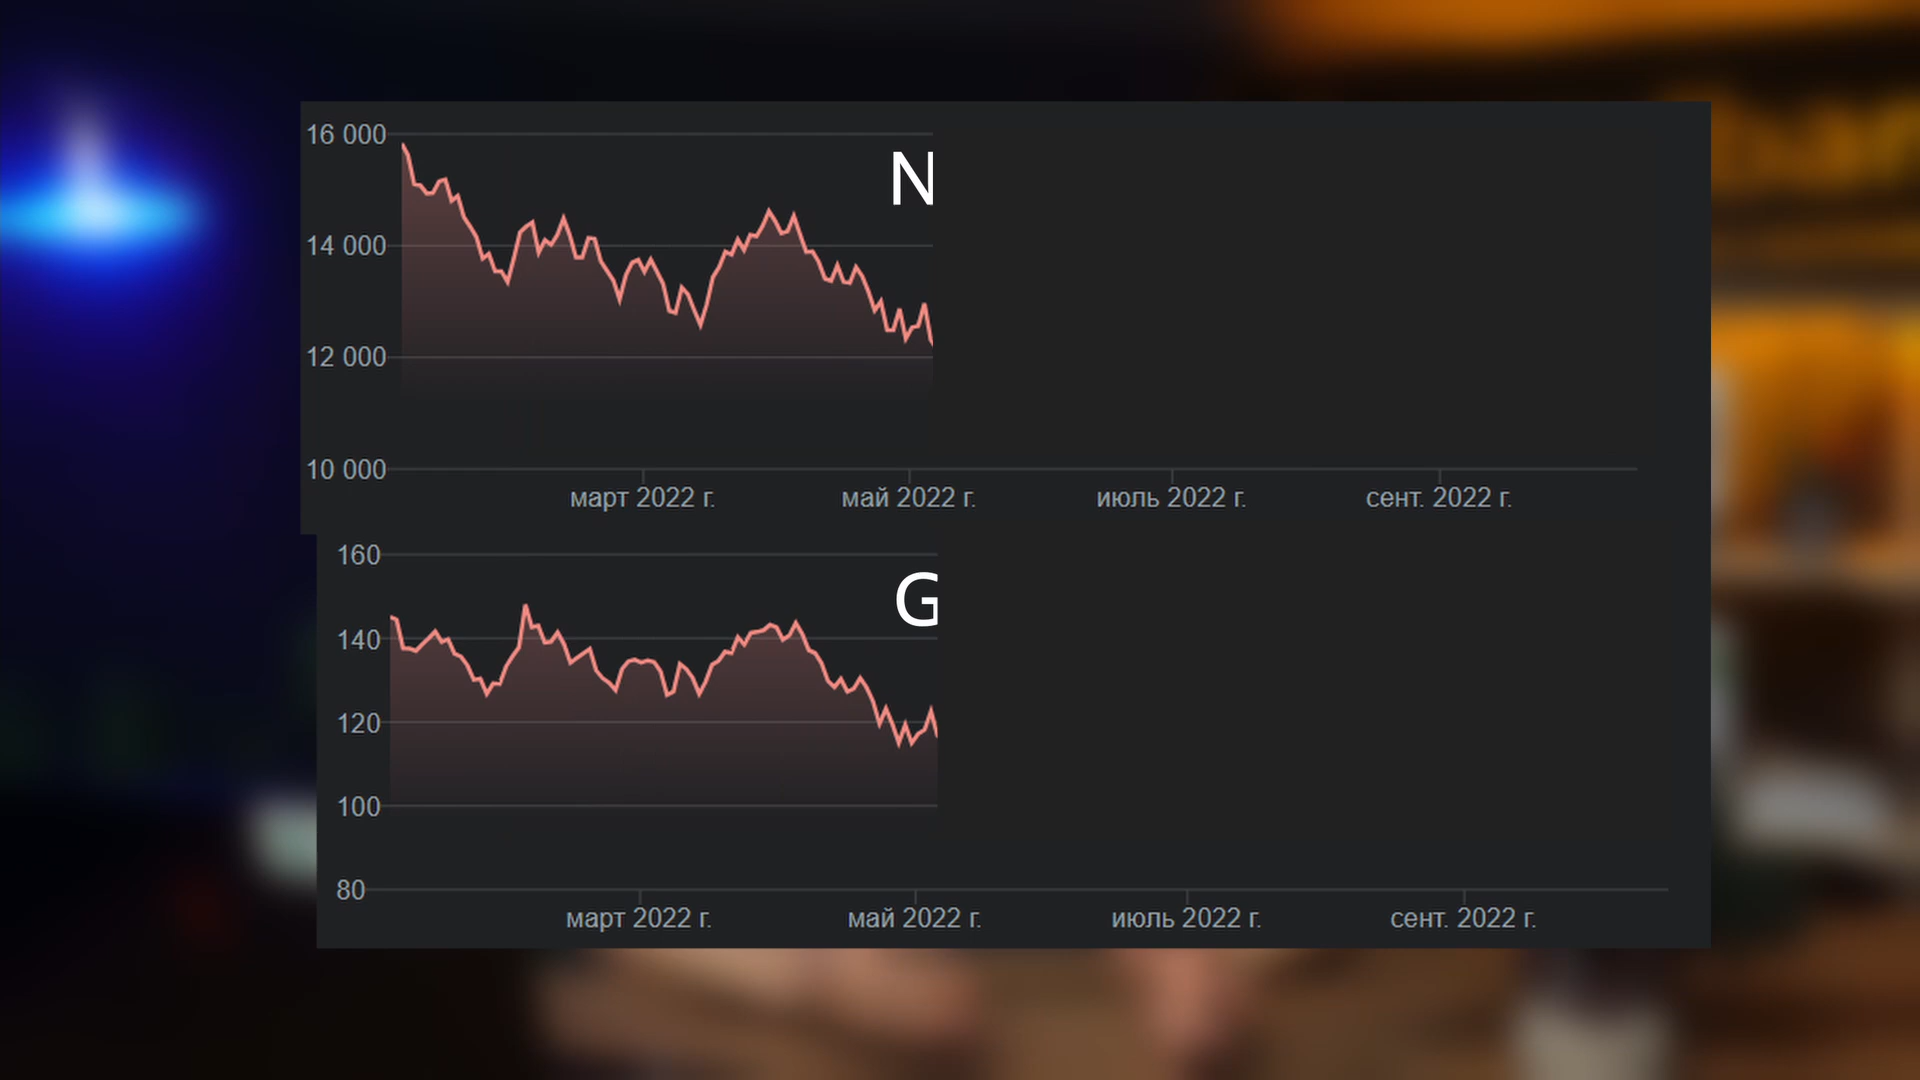 16 000
N
14 000
12 000
10 000
март 2022 г. май 2022 г. июль 2022 г. сент. 2022 г.
160
G
140
120
100
80
март 2022 г. май 2022 г. июль 2022 г. сент. 2022 г.